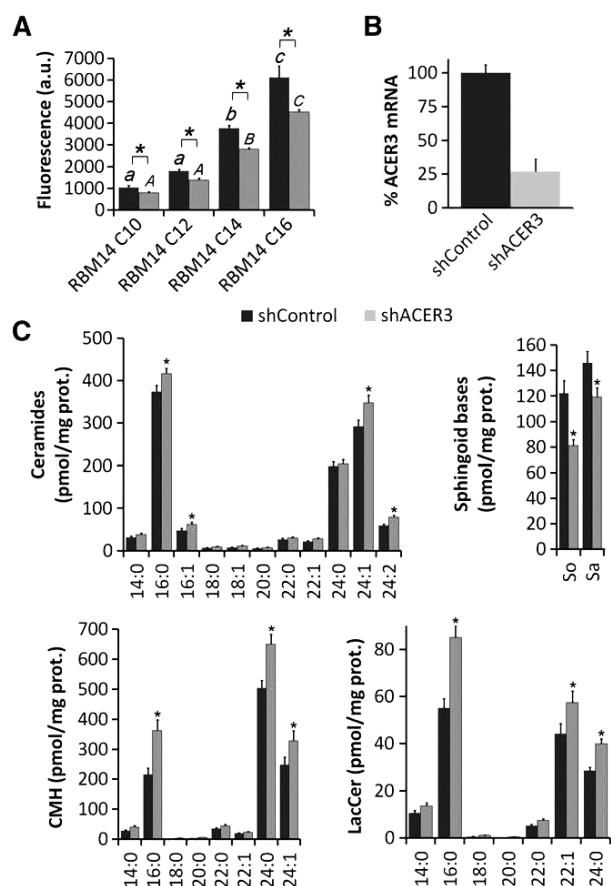 A
Fluorescence (a.u.)
7000
6000
5000
4000
3000
2000
1000
0
a * A
a * A
b * B
c * C
RBM14 C10
RBM14 C12
RBM14 C14
RBM14 C16
B
% ACER3 mRNA
100
75
50
25
0
shControl
shACER3
shControl shACER3
C
Ceramides
(pmol/mg prot.)
500
400
300
200
100
0
* * * *
14:0 16:0 16:1 18:0 18:1 20:0 22:0 22:1 24:0 24:1 24:2
Sphingoid bases
(pmol/mg prot.)
160
140
120
100
80
60
40
20
0
* *
So Sa
CMH (pmol/mg prot.)
700
600
500
400
300
200
100
0
* * *
14:0 16:0 18:0 20:0 22:0 22:1 24:0 24:1
LacCer (pmol/mg prot.)
80
60
40
20
0
* * *
14:0 16:0 18:0 20:0 22:0 22:1 24:0